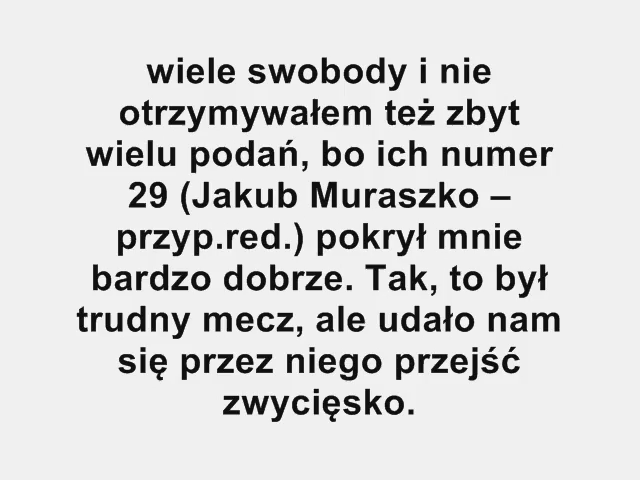 wiele swobody i nie
otrzymywałem też zbyt
wielu podań, bo ich numer
29 (Jakub Muraszko –
przyp.red.) pokrył mnie
bardzo dobrze. Tak, to był
trudny mecz, ale udało nam
się przez niego przejść
zwycięsko.